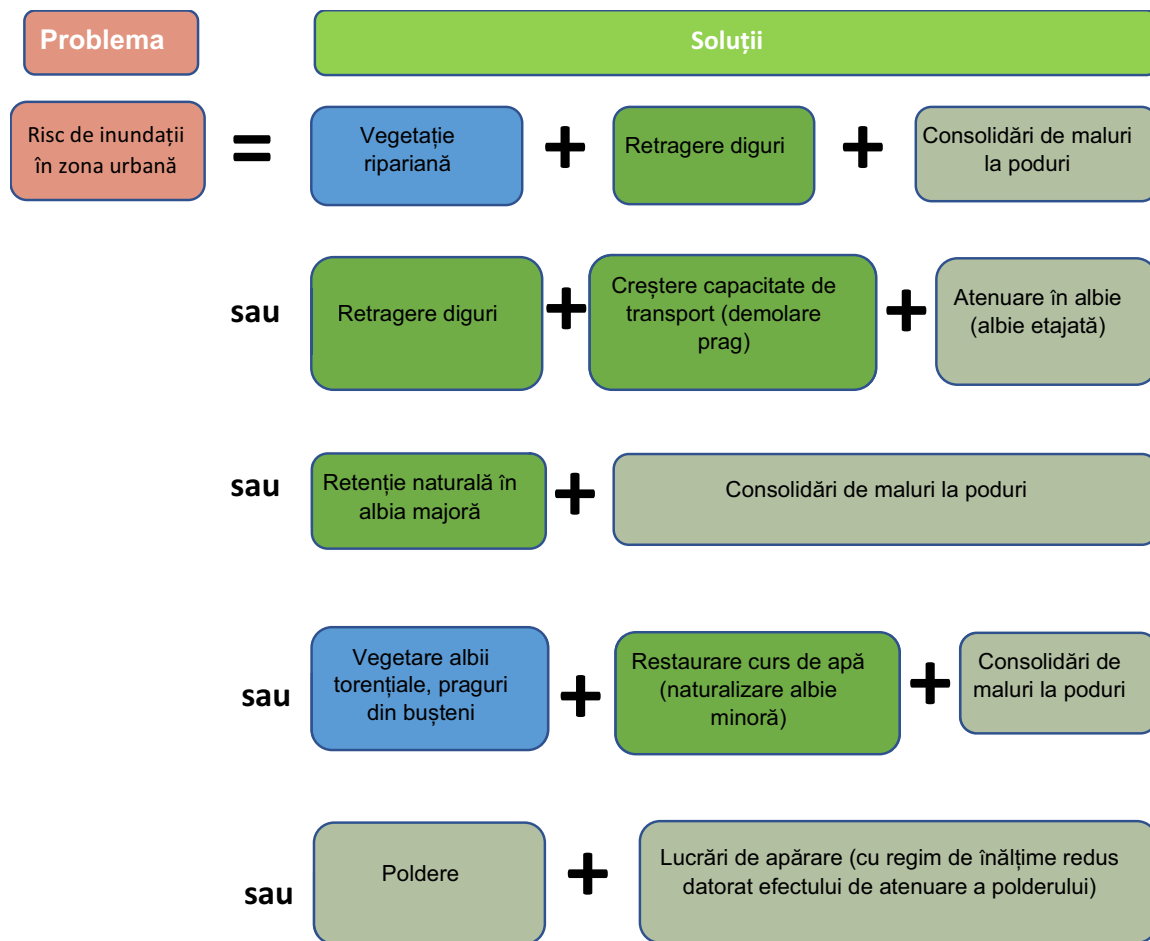 Problema
Soluții
Risc de inundații
în zona urbană
=
Vegetație
ripariană
+
Retragere diguri
+
Consolidări de maluri
la poduri
sau
Retragere diguri
+
Creștere capacitate de
transport (demolare
prag)
+
Atenuare în albie
(albie etajată)
sau
Retenție naturală în
albia majoră
+
Consolidări de maluri la poduri
sau
Vegetare albii
torențiale, praguri
din bușteni
+
Restaurare curs de apă
(naturalizare albie
minoră)
+
Consolidări de
maluri la poduri
sau
Poldere
+
Lucrări de apărare (cu regim de înălțime redus
datorat efectului de atenuare a polderului)